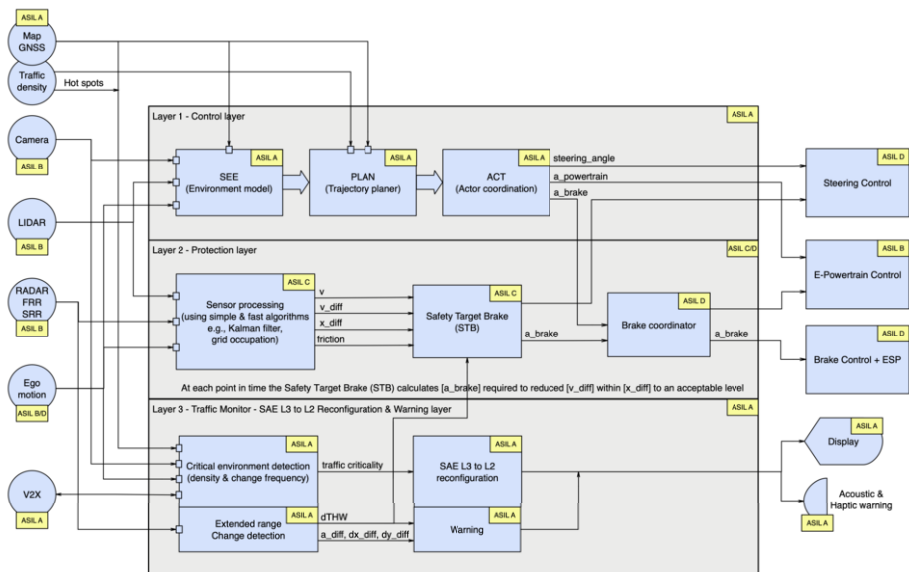 ASIL A
Map
GNSS
Traffic
density
Hot spots
Camera
ASIL B
LIDAR
ASIL B
RADAR
FRR
SRR
ASIL B
Ego
motion
ASIL B/D
V2X
ASIL A
Layer 1 - Control layer
ASIL A
ASIL A
SEE
(Environment model)
ASIL A
PLAN
(Trajectory planer)
ASIL A
ACT
(Actor coordination)
steering_angle
a_powertrain
a_brake
Layer 2 - Protection layer
ASIL C/D
ASIL C
Sensor processing
(using simple & fast algorithms
e.g., Kalman filter,
grid occupation)
v
v_diff
x_diff
friction
ASIL C
Safety Target Brake
(STB)
a_brake
ASIL D
Brake coordinator
a_brake
At each point in time the Safety Target Brake (STB) calculates [a_brake] required to reduced [v_diff] within [x_diff] to an acceptable level
Layer 3 - Traffic Monitor - SAE L3 to L2 Reconfiguration & Warning layer
ASIL A
ASIL A
Critical environment detection
(density & change frequency)
traffic criticality
ASIL A
SAE L3 to L2
reconfiguration
ASIL A
Extended range
Change detection
dTHW
a_diff, dx_diff, dy_diff
ASIL A
Warning
ASIL D
Steering Control
ASIL B
E-Powertrain Control
ASIL D
Brake Control + ESP
ASIL A
Display
Acoustic &
Haptic warning
ASIL A